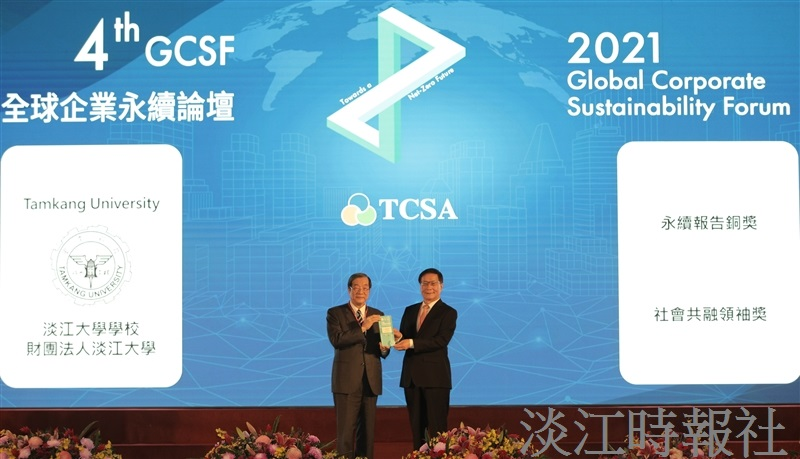 4th GCSF
全球企業永續論壇
Towards a
Net-Zero Future
2021
Global Corporate
Sustainability Forum
TCSA
Tamkang University
TAMKANG UNIVERSITY
淡江大學學校
財團法人淡江大學
永續報告銅獎
社會共融領袖獎
淡江時報社